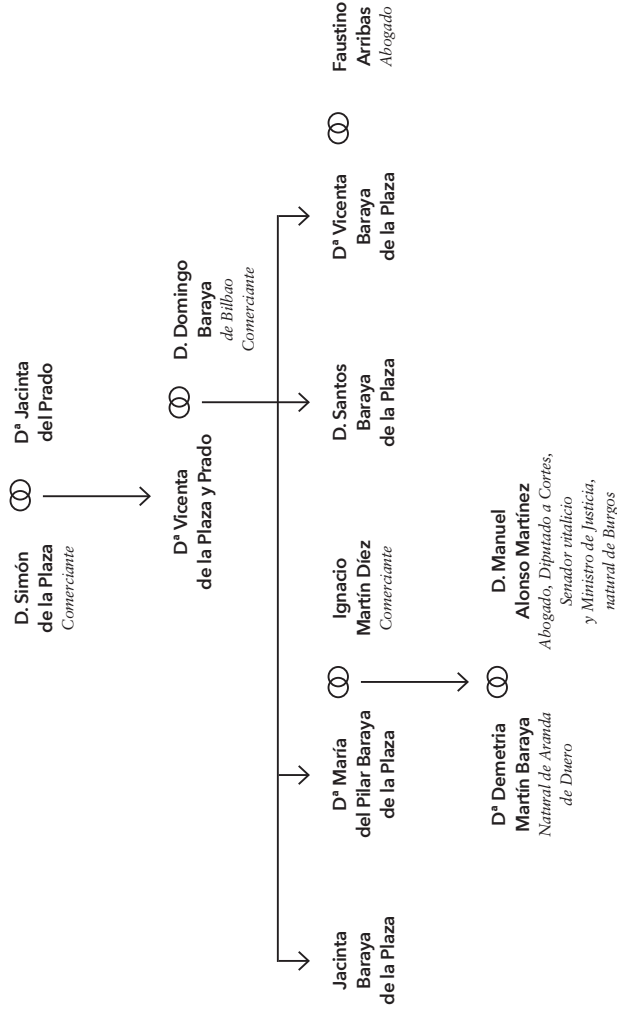 D. Simón
de la Plaza
Comerciante
Dª Jacinta
del Prado
Dª Vicenta
de la Plaza y Prado
D. Domingo
Baraya
de Bilbao
Comerciante
Jacinta
Baraya
de la Plaza
Dª María
del Pilar Baraya
de la Plaza
Ignacio
Martín Díez
Comerciante
D. Santos
Baraya
de la Plaza
Dª Vicenta
Baraya
de la Plaza
Faustino
Arribas
Abogado
Dª Demetria
Martín Baraya
Natural de Aranda
de Duero
D. Manuel
Alonso Martínez
Abogado, Diputado a Cortes,
Senador vitalicio
y Ministro de Justicia,
natural de Burgos